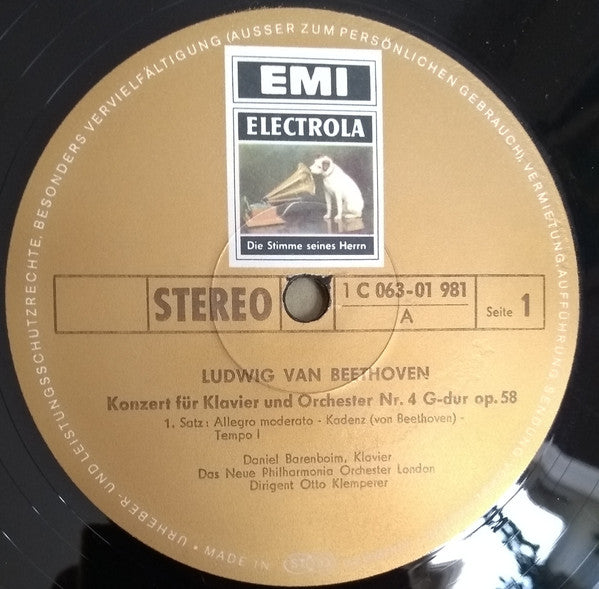 URHEBER- UND LEISTUNGSSCHUTZRECHTE, BESONDERS VERVIELFÄLTIGUNG (AUSSER ZUM PERSÖNLICHEN GEBRAUCH), VERMIETUNG, AUFFÜHRUNG, SENDUNG
EMI
ELECTROLA
Die Stimme seines Herrn
STEREO
1 C 063-01 981
A
Seite 1
LUDWIG VAN BEETHOVEN
Konzert für Klavier und Orchester Nr. 4 G-dur op. 58
1. Satz: Allegro moderato - Kadenz (von Beethoven) -
Tempo I
Daniel Barenboim, Klavier
Das Neue Philharmonia Orchester London
Dirigent Otto Klemperer
• MADE IN